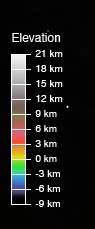 Elevation
21 km
18 km
15 km
12 km
9 km
6 km
3 km
0 km
-3 km
-6 km
-9 km